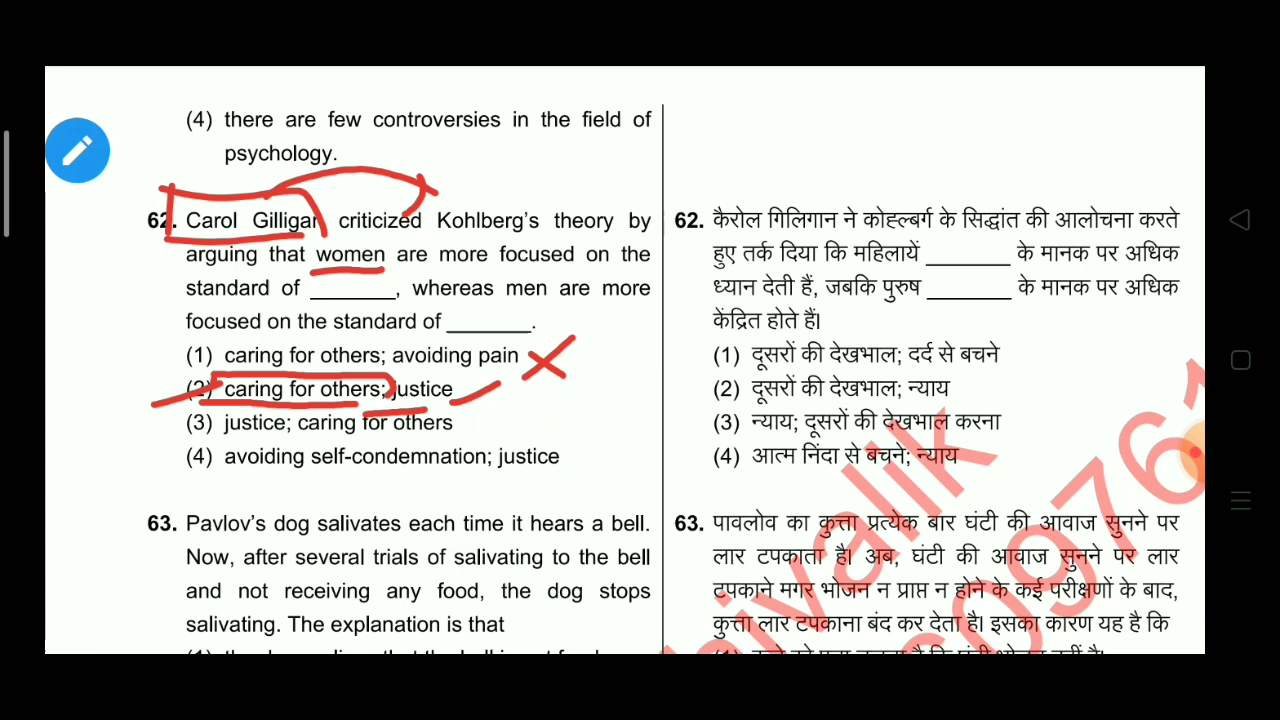 (4) there are few controversies in the field of
psychology.
62. Carol Gilligan criticized Kohlberg's theory by
arguing that women are more focused on the
standard of _______, whereas men are more
focused on the standard of _______.
(1) caring for others; avoiding pain
(2) caring for others; justice
(3) justice; caring for others
(4) avoiding self-condemnation; justice
63. Pavlov's dog salivates each time it hears a bell.
Now, after several trials of salivating to the bell
and not receiving any food, the dog stops
salivating. The explanation is that
62. कैरोल गिलिगान ने कोह्ल्बर्ग के सिद्धांत की आलोचना करते
हुए तर्क दिया कि महिलायें _______ के मानक पर अधिक
ध्यान देती हैं, जबकि पुरुष _______ के मानक पर अधिक
केंद्रित होते हैं।
(1) दूसरों की देखभाल; दर्द से बचने
(2) दूसरों की देखभाल; न्याय
(3) न्याय; दूसरों की देखभाल करना
(4) आत्म निंदा से बचने; न्याय
63. पावलोव का कुत्ता प्रत्येक बार घंटी की आवाज सुनने पर
लार टपकाता है। अब, घंटी की आवाज सुनने पर लार
टपकाने मगर भोजन न प्राप्त न होने के कई परीक्षणों के बाद,
कुत्ता लार टपकाना बंद कर देता है। इसका कारण यह है कि